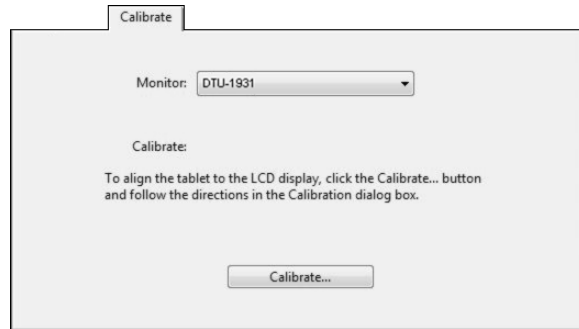 Calibrate
Monitor: DTU-1931
Calibrate:
To align the tablet to the LCD display, click the Calibrate... button
and follow the directions in the Calibration dialog box.
Calibrate...